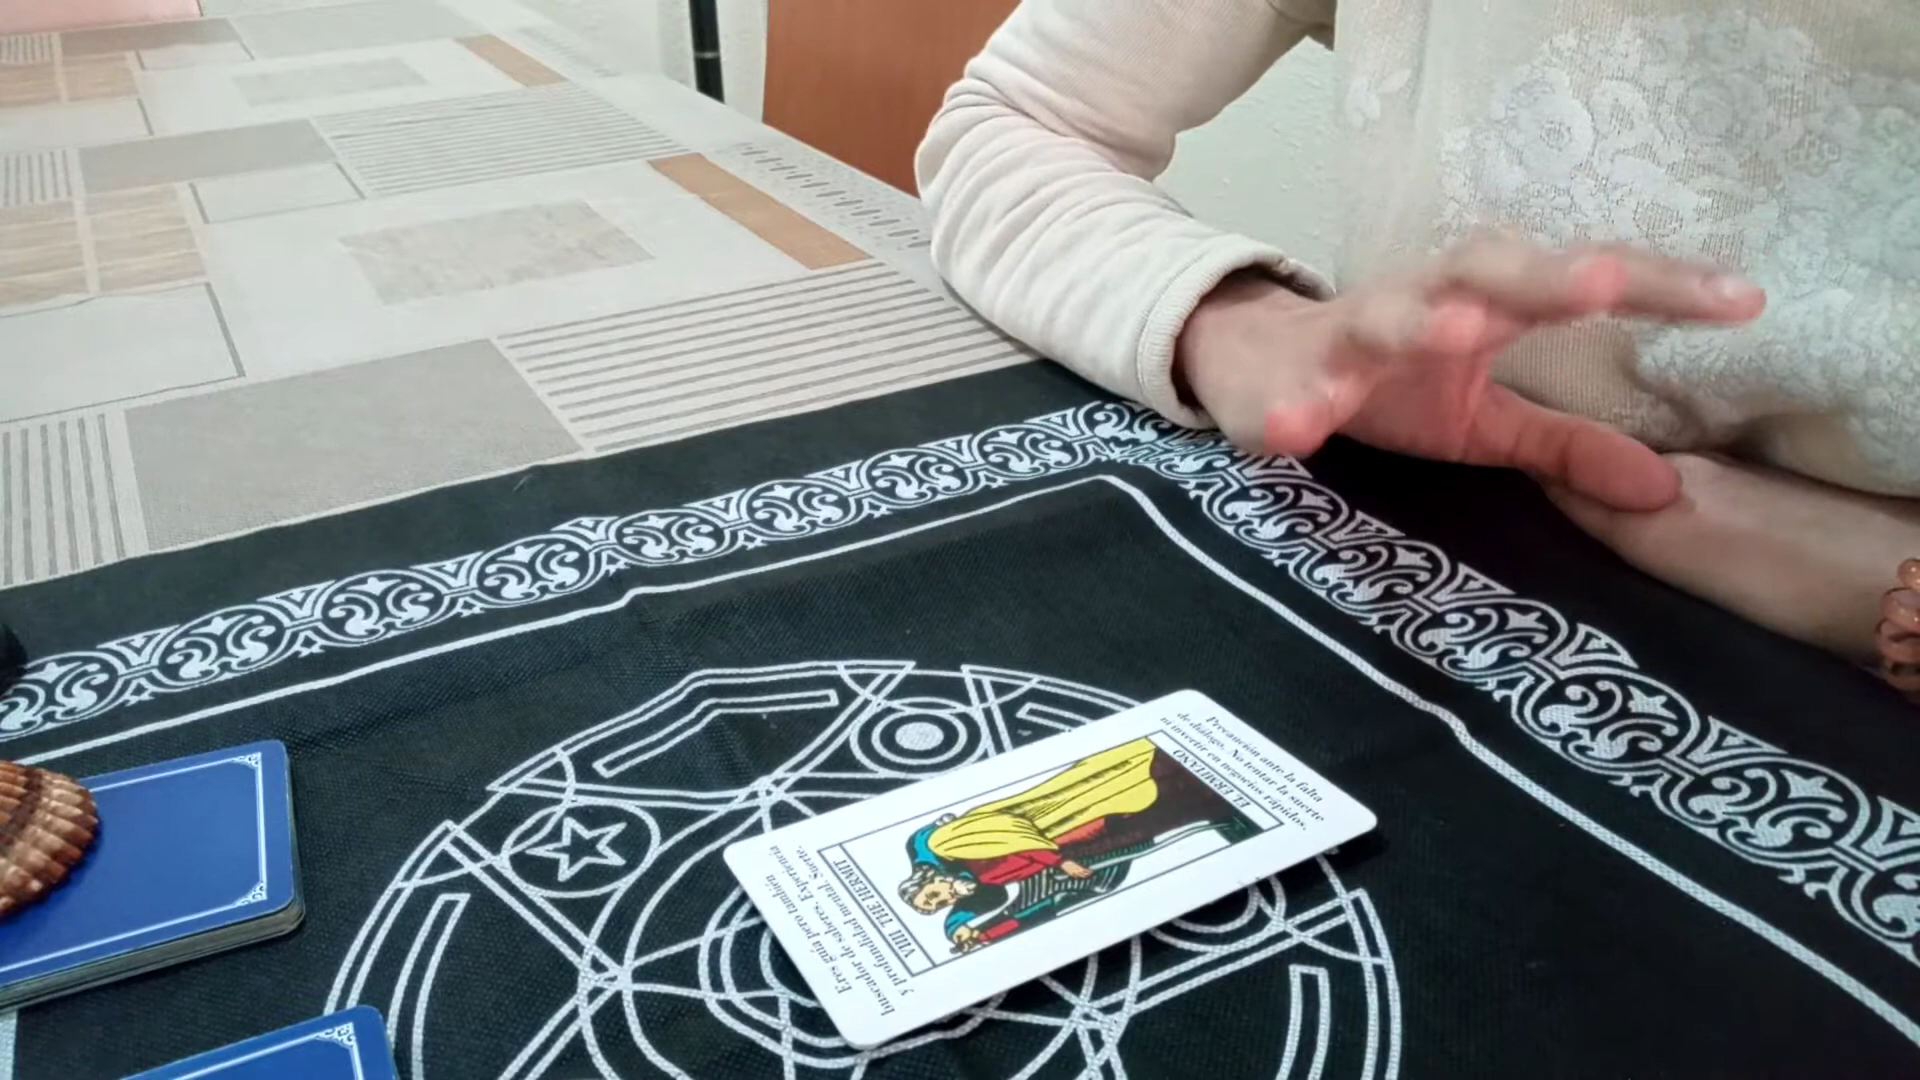 Eres guía pero también
buscador de saberes. Experiencia
y profundidad mental. Suerte.
VIIII THE HERMIT
EL ERMITAÑO
Precaución ante la falta
de diálogo. No tentar la suerte
ni invertir en negocios rápidos.